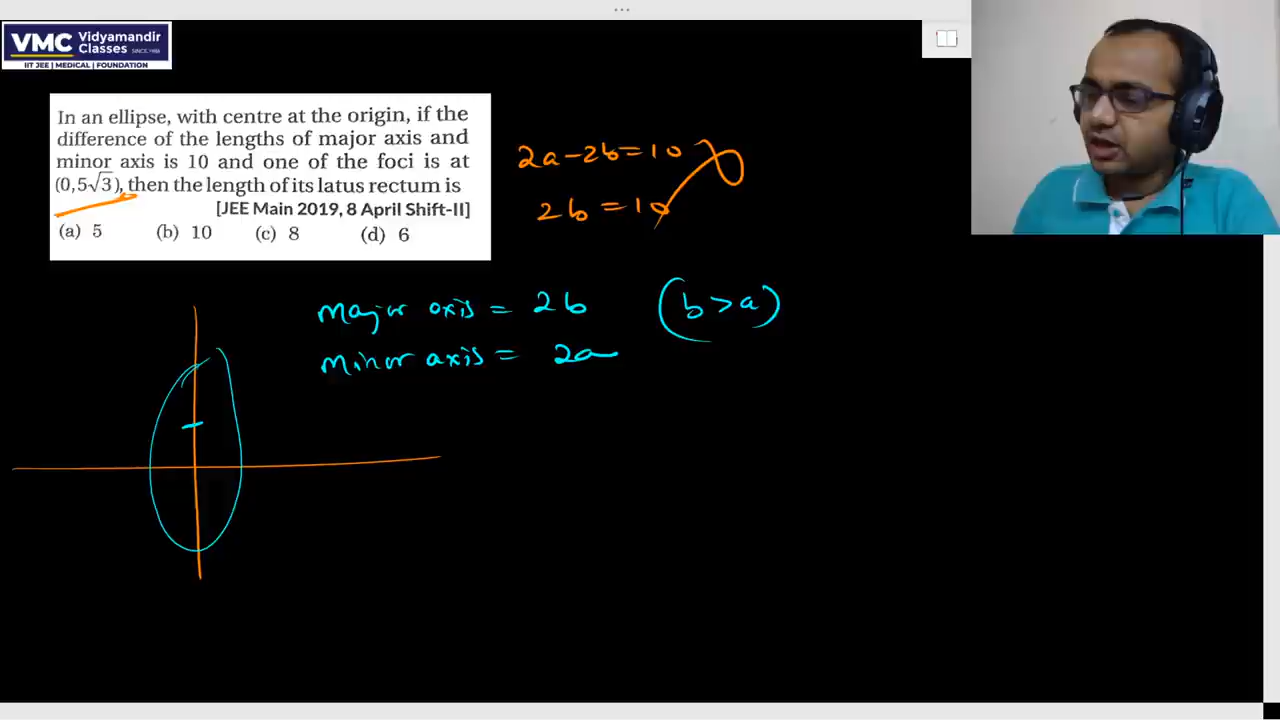 VMC Vidyamandir Classes SINCE 1986
IIT JEE | MEDICAL | FOUNDATION
In an ellipse, with centre at the origin, if the
difference of the lengths of major axis and
minor axis is 10 and one of the foci is at
(0,5√3), then the length of its latus rectum is
[JEE Main 2019, 8 April Shift-II]
(a) 5 (b) 10 (c) 8 (d) 6
2a-2b=10
2b=10
major axis = 2b (b>a)
minor axis = 2a